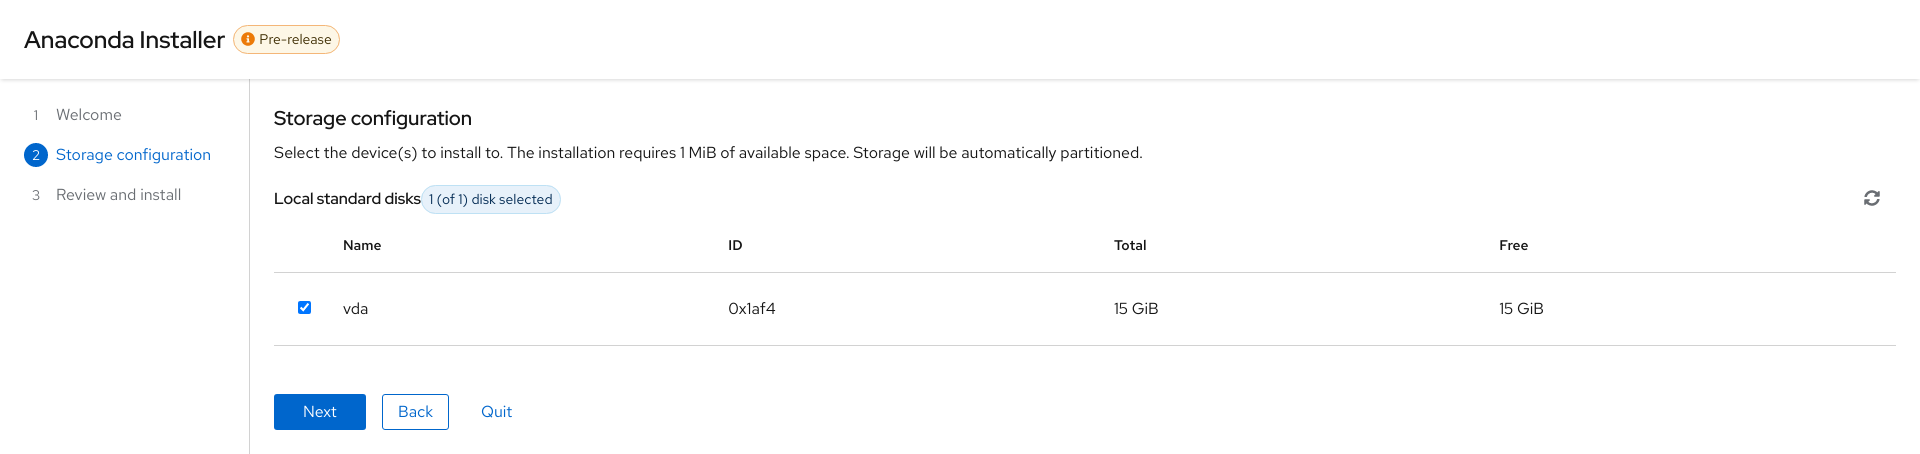 Anaconda Installer Pre-release
1 Welcome
2 Storage configuration
3 Review and install
Storage configuration
Select the device(s) to install to. The installation requires 1 MiB of available space. Storage will be automatically partitioned.
Local standard disks 1 (of 1) disk selected
Name ID Total Free
vda 0x1af4 15 GiB 15 GiB
Next Back Quit